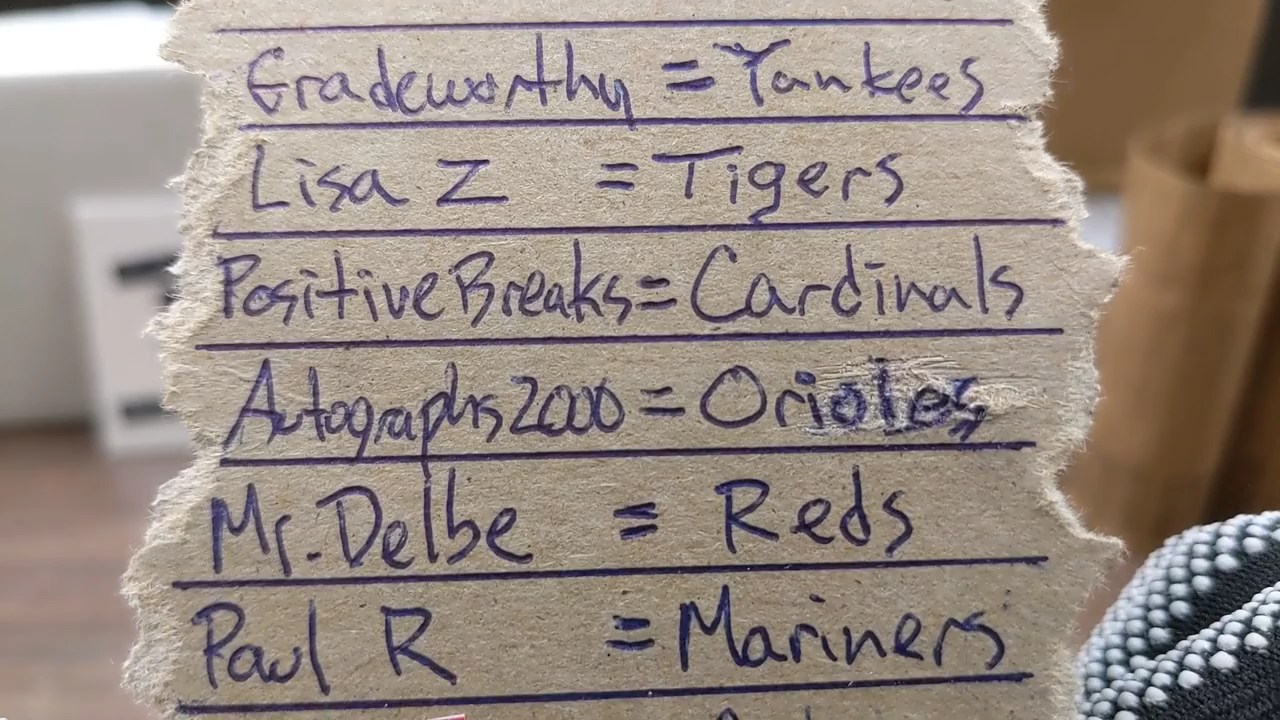 Gradeworthy = Yankees
Lisa Z = Tigers
PositiveBreaks = Cardinals
Autographs2000 = Orioles
Mr. Delbe = Reds
Paul R = Mariners